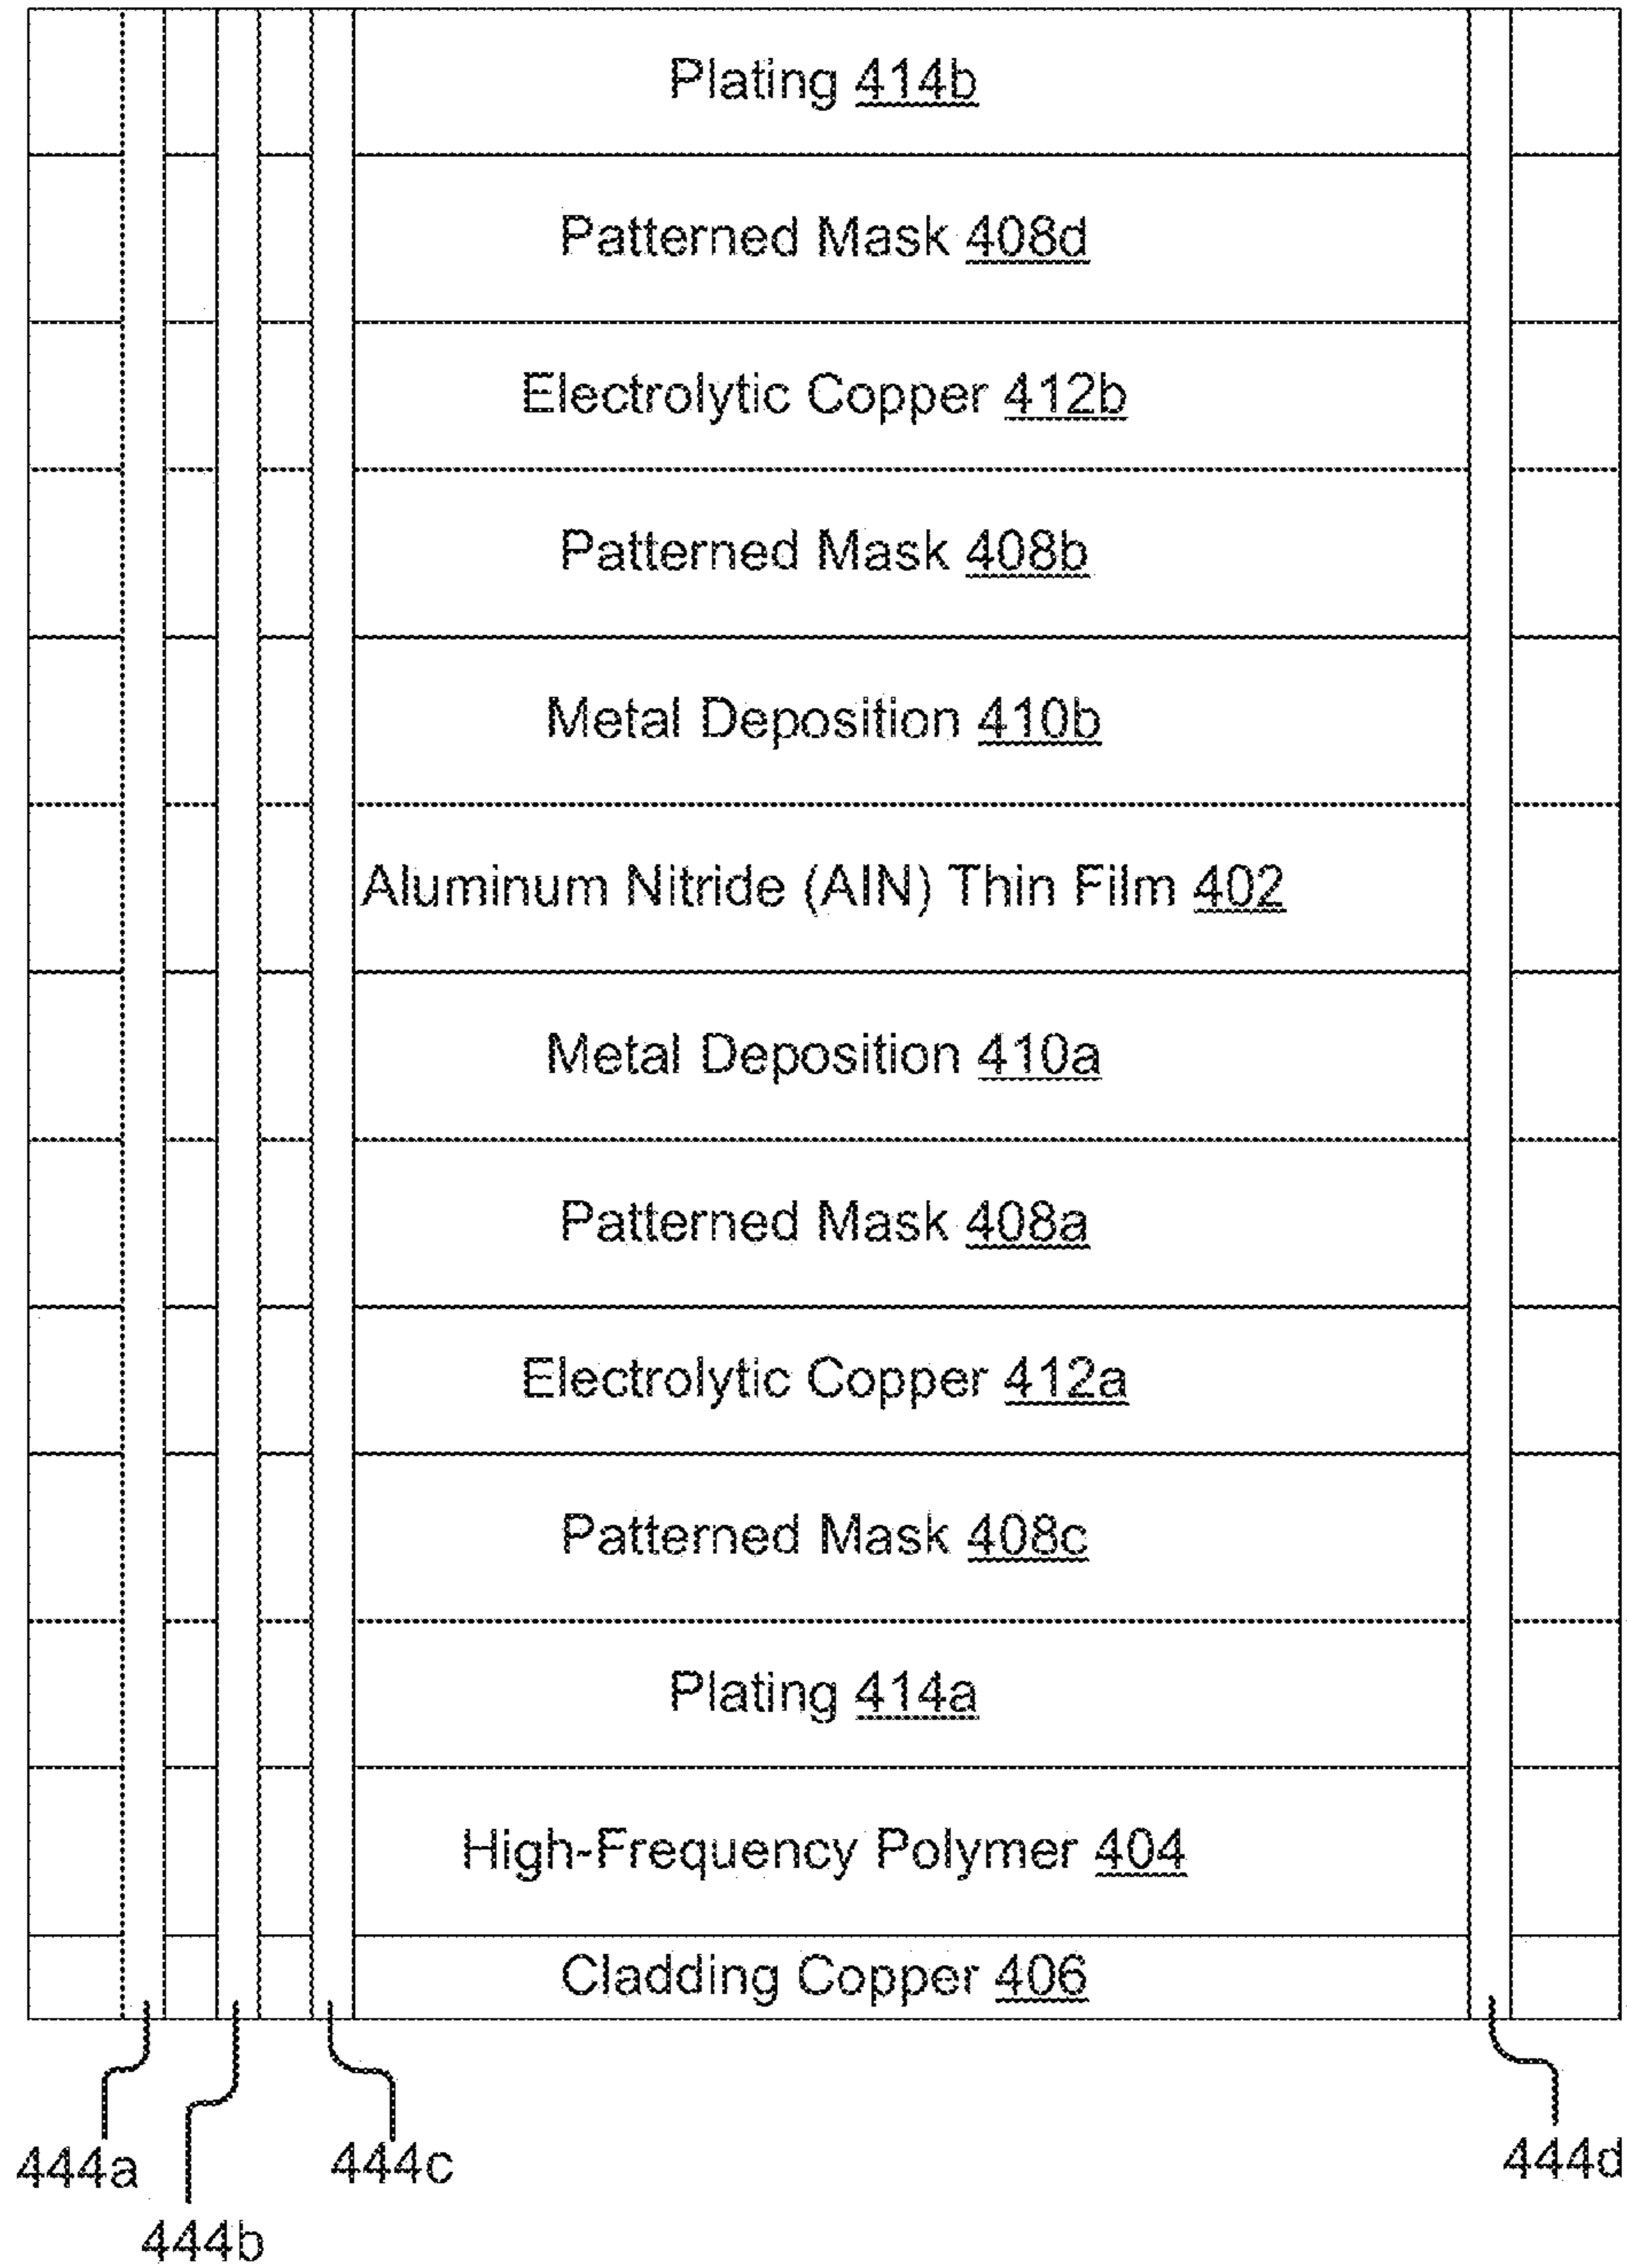 Plating 414b
Patterned Mask 408d
Electrolytic Copper 412b
Patterned Mask 408b
Metal Deposition 410b
Aluminum Nitride (AlN) Thin Film 402
Metal Deposition 410a
Patterned Mask 408a
Electrolytic Copper 412a
Patterned Mask 408c
Plating 414a
High-Frequency Polymer 404
Cladding Copper 406
444a
444b
444c
444d